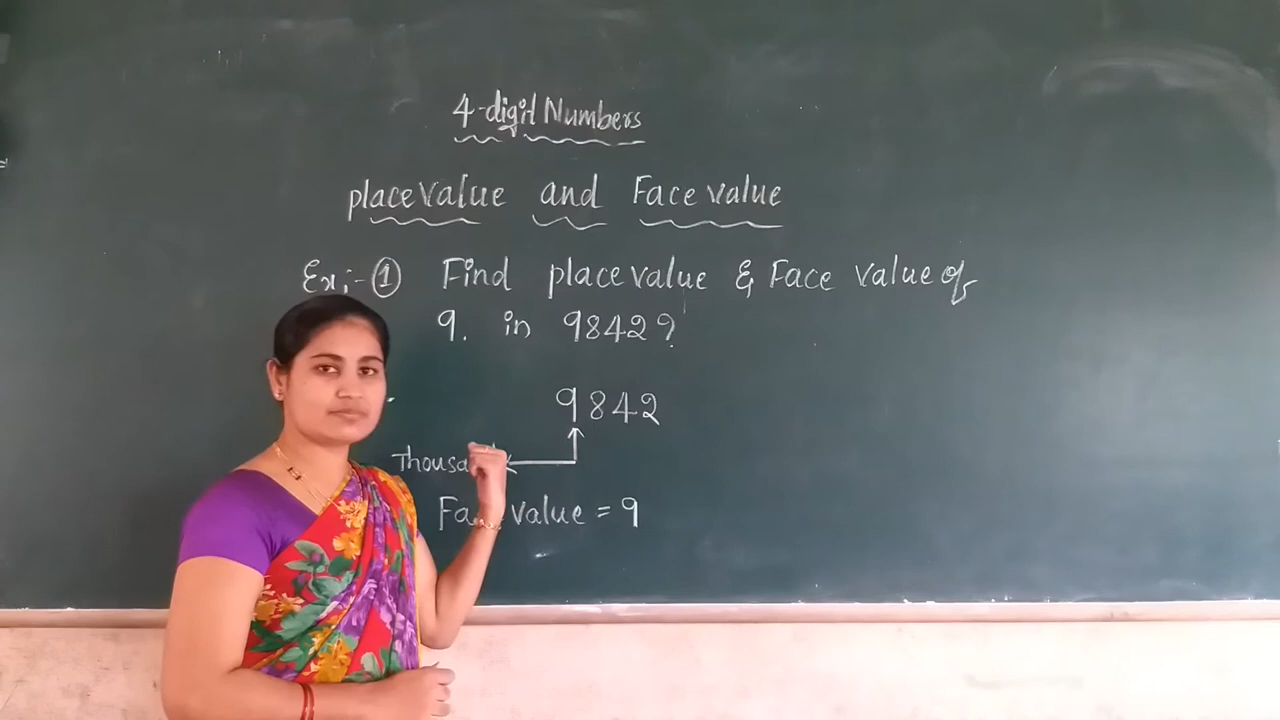 4-digit Numbers
place value and Face value
Ex:- ① Find place value & Face value of
9. in 9842?
9842
Face value = 9